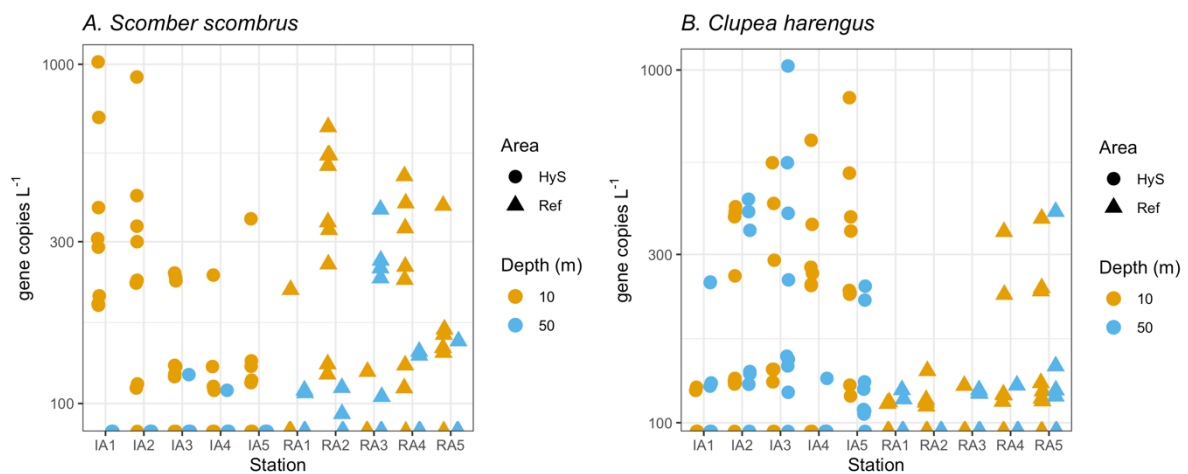 A. Scomber scombrus
1000
300
100
gene copies L⁻¹
IA1 IA2 IA3 IA4 IA5 RA1 RA2 RA3 RA4 RA5
Station
Area
HyS
Ref
Depth (m)
10
50
B. Clupea harengus
1000
300
100
gene copies L⁻¹
IA1 IA2 IA3 IA4 IA5 RA1 RA2 RA3 RA4 RA5
Station
Area
HyS
Ref
Depth (m)
10
50